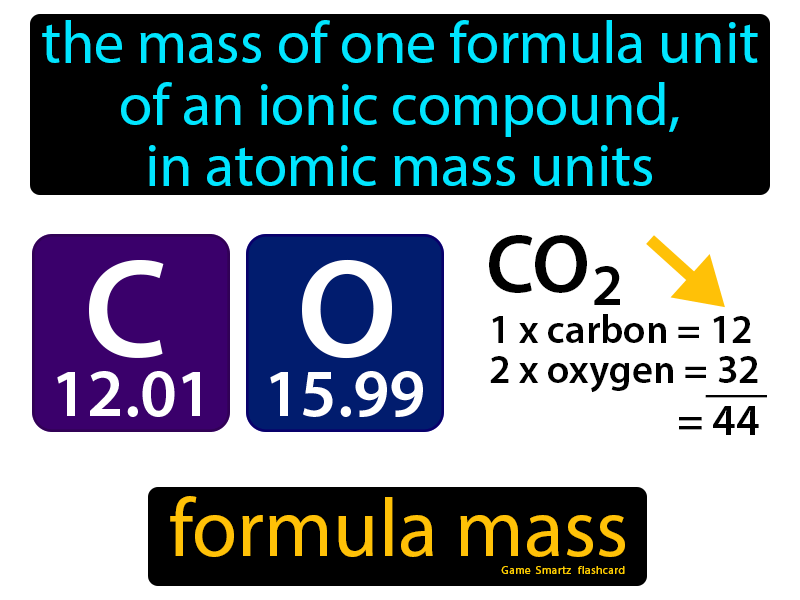 the mass of one formula unit
of an ionic compound,
in atomic mass units
C
12.01
O
15.99
CO₂
1 x carbon = 12
2 x oxygen = 32
= 44
formula mass
Game Smartz flashcard